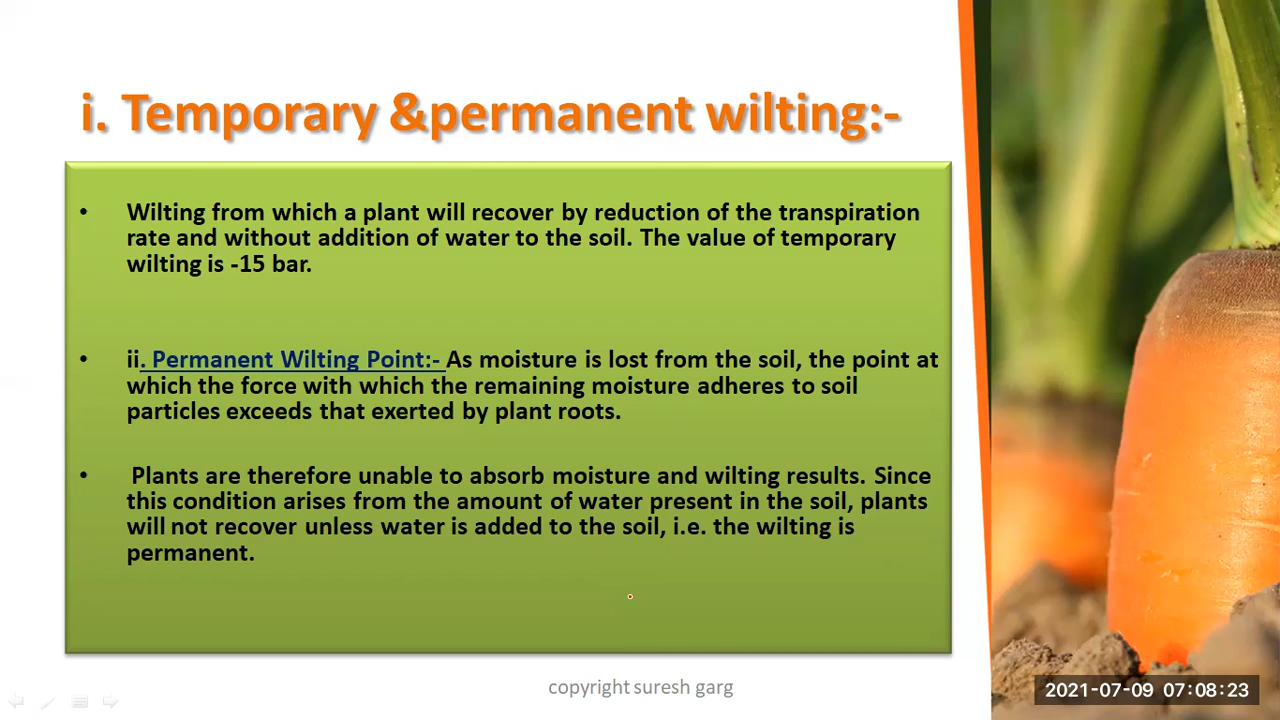 i. Temporary &permanent wilting:-
• Wilting from which a plant will recover by reduction of the transpiration
rate and without addition of water to the soil. The value of temporary
wilting is -15 bar.
• ii. Permanent Wilting Point:- As moisture is lost from the soil, the point at
which the force with which the remaining moisture adheres to soil
particles exceeds that exerted by plant roots.
• Plants are therefore unable to absorb moisture and wilting results. Since
this condition arises from the amount of water present in the soil, plants
will not recover unless water is added to the soil, i.e. the wilting is
permanent.
copyright suresh garg
2021-07-09 07:08:23